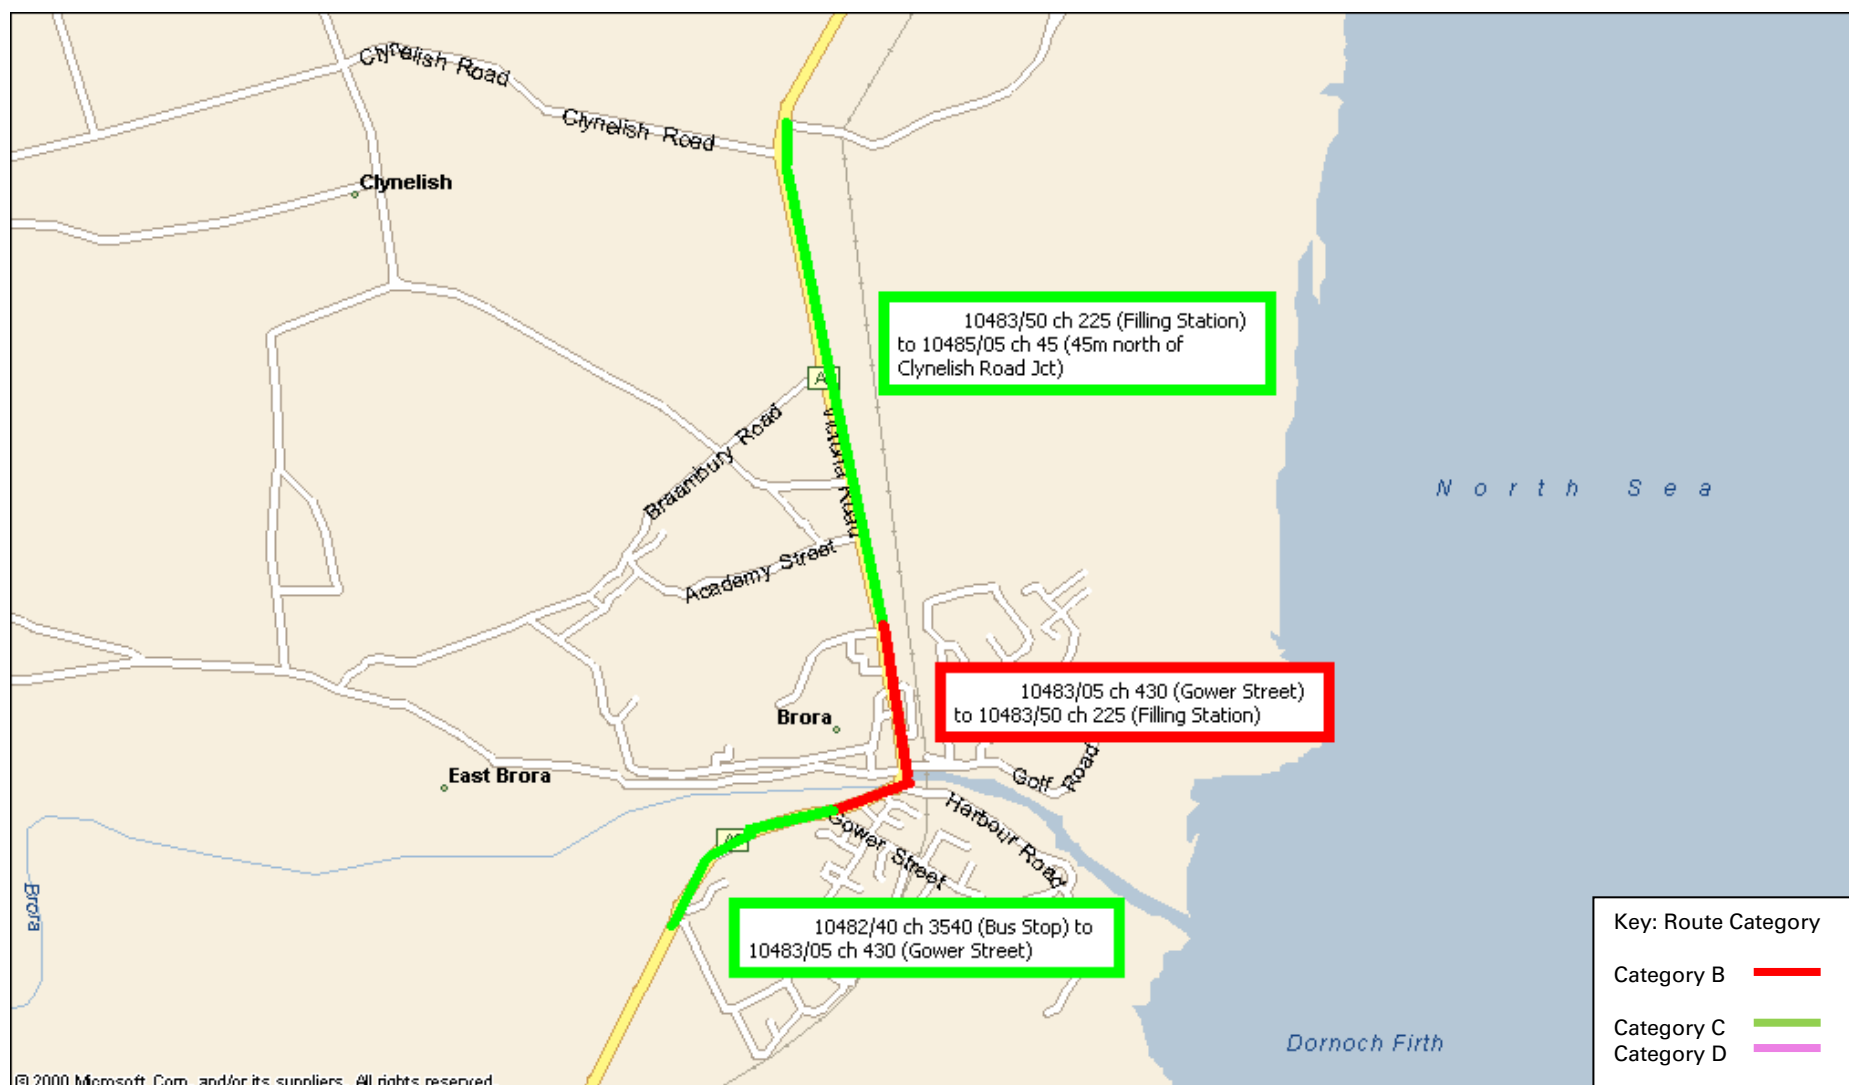 Clynelish Road
Clynelish Road
Clynelish
10483/50 ch 225 (Filling Station)
to 10485/05 ch 45 (45m north of
Clynelish Road Jct)
Braambury Road
Victoria Road
North Sea
Academy Street
10483/05 ch 430 (Gower Street)
to 10483/50 ch 225 (Filling Station)
Brora
East Brora
Golf Road
Harbour Road
Gower Street
Brora
10482/40 ch 3540 (Bus Stop) to
10483/05 ch 430 (Gower Street)
Key: Route Category
Category B
Category C
Category D
Dornoch Firth
© 2000 Microsoft Corp. and/or its suppliers. All rights reserved.